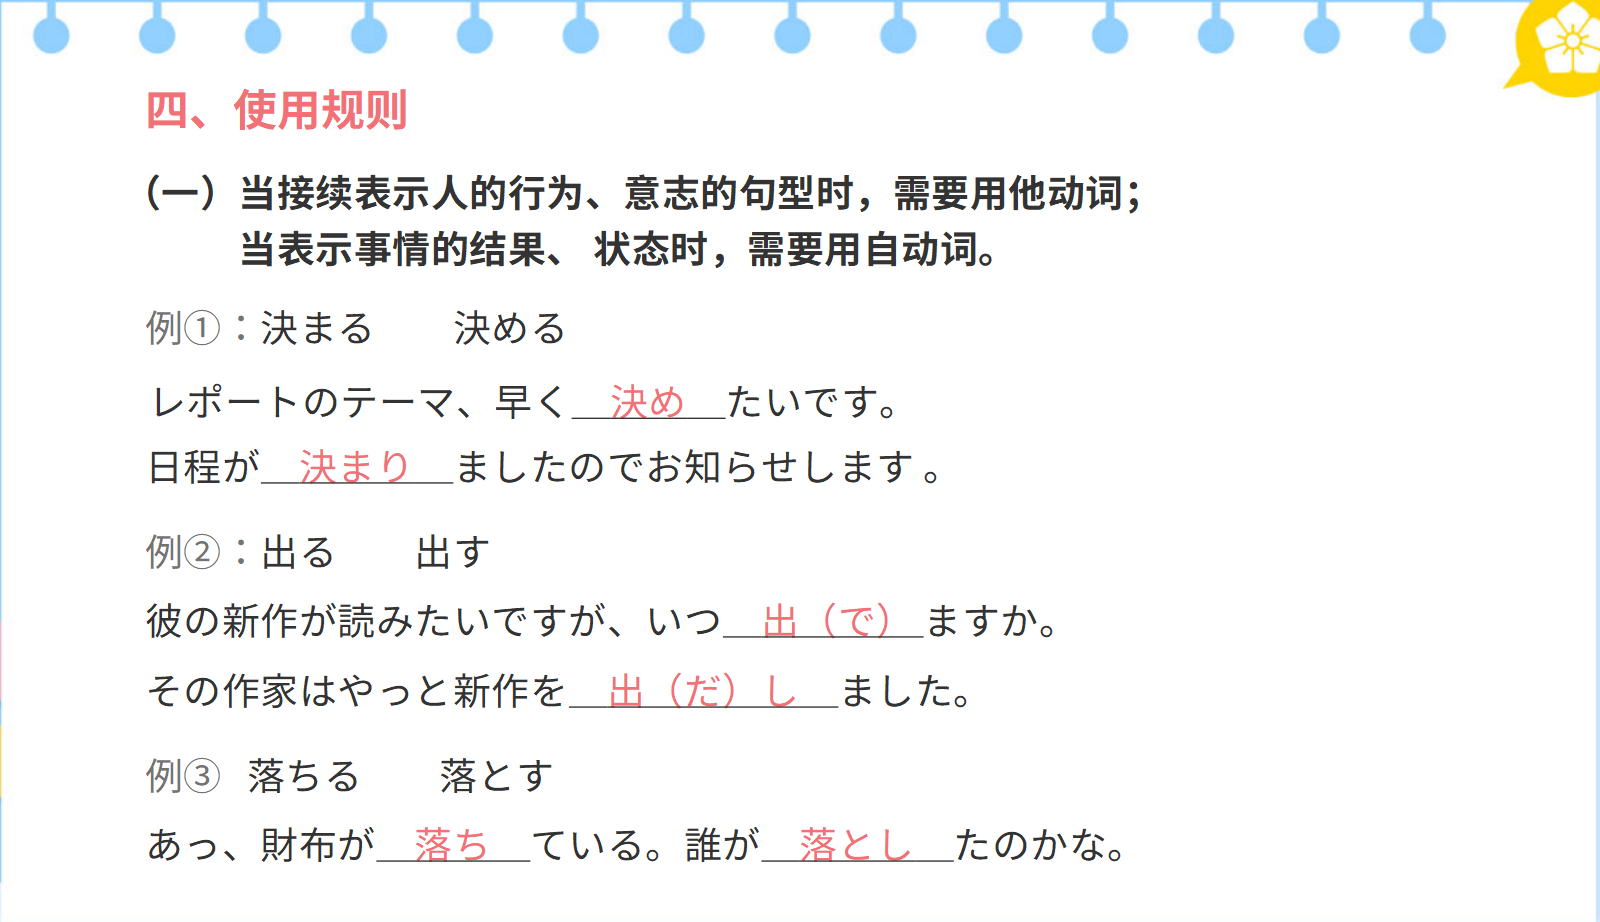 四、使用规则
（一）当接续表示人的行为、意志的句型时，需要用他动词；
当表示事情的结果、 状态时，需要用自动词。
例①：決まる　　決める
レポートのテーマ、早く＿決め＿たいです。
日程が＿決まり＿ましたのでお知らせします 。
例②：出る　　出す
彼の新作が読みたいですが、いつ＿出（で）＿ますか。
その作家はやっと新作を＿出（だ）し＿ました。
例③ 落ちる　　落とす
あっ、財布が＿落ち＿ている。誰が＿落とし＿たのかな。